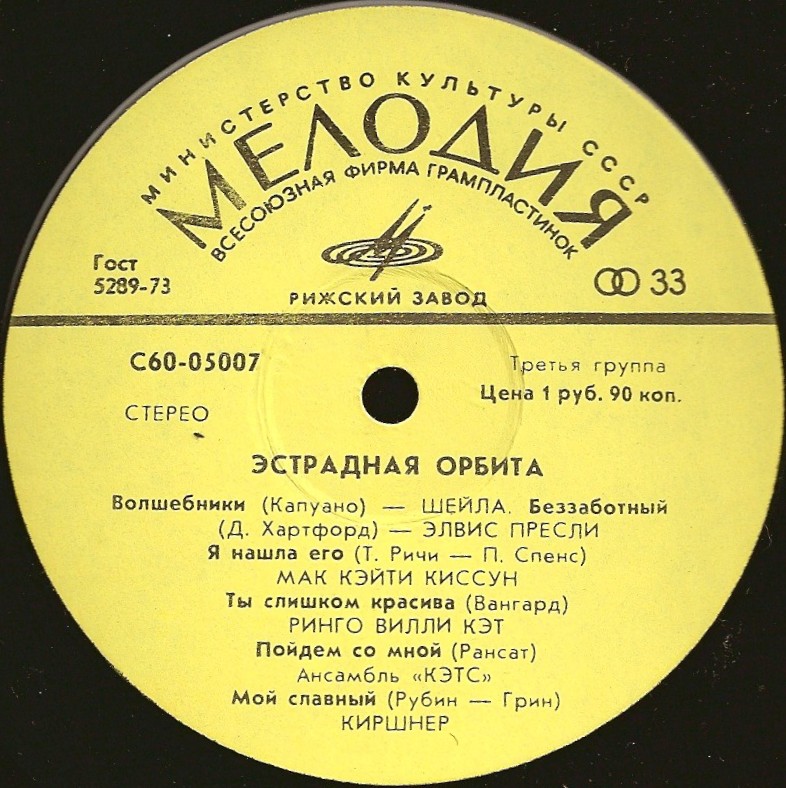 МИНИСТЕРСТВО КУЛЬТУРЫ СССР
МЕЛОДИЯ
ВСЕСОЮЗНАЯ ФИРМА ГРАМПЛАСТИНОК
Гост
5289-73
РИЖСКИЙ ЗАВОД
33
С60-05007
Третья группа
Цена 1 руб. 90 коп.
СТЕРЕО
ЭСТРАДНАЯ ОРБИТА
Волшебники (Капуано) — ШЕЙЛА. Беззаботный
(Д. Хартфорд) — ЭЛВИС ПРЕСЛИ
Я нашла его (Т. Ричи — П. Спенс)
МАК КЭЙТИ КИССУН
Ты слишком красива (Вангард)
РИНГО ВИЛЛИ КЭТ
Пойдем со мной (Рансат)
Ансамбль «КЭТС»
Мой славный (Рубин — Грин)
КИРШНЕР